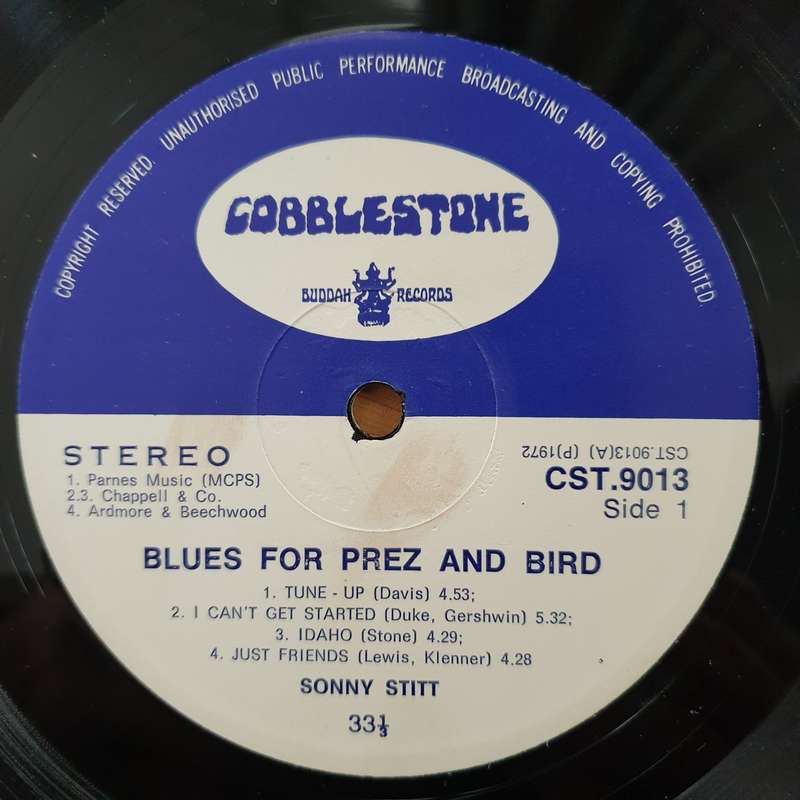 COPYRIGHT RESERVED. UNAUTHORISED PUBLIC PERFORMANCE BROADCASTING AND COPYING PROHIBITED.
COBBLESTONE
BUDDAH RECORDS
STEREO
1. Parnes Music (MCPS)
2.3. Chappell & Co.
4. Ardmore & Beechwood
CST.9013(A) (P)1972
CST.9013
Side 1
BLUES FOR PREZ AND BIRD
1. TUNE - UP (Davis) 4.53;
2. I CAN'T GET STARTED (Duke, Gershwin) 5.32;
3. IDAHO (Stone) 4.29;
4. JUST FRIENDS (Lewis, Klenner) 4.28
SONNY STITT
33⅓